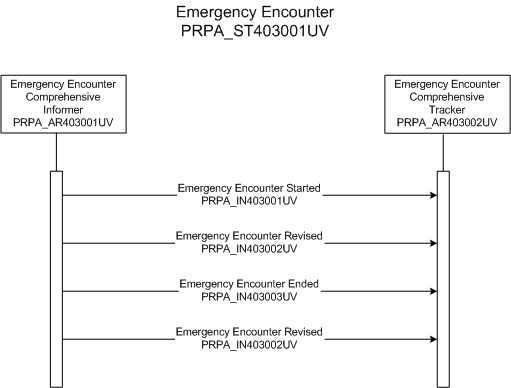 Emergency Encounter
PRPA_ST403001UV
Emergency Encounter
Comprehensive
Informer
PRPA_AR403001UV
Emergency Encounter
Comprehensive
Tracker
PRPA_AR403002UV
Emergency Encounter Started
PRPA_IN403001UV
Emergency Encounter Revised
PRPA_IN403002UV
Emergency Encounter Ended
PRPA_IN403003UV
Emergency Encounter Revised
PRPA_IN403002UV